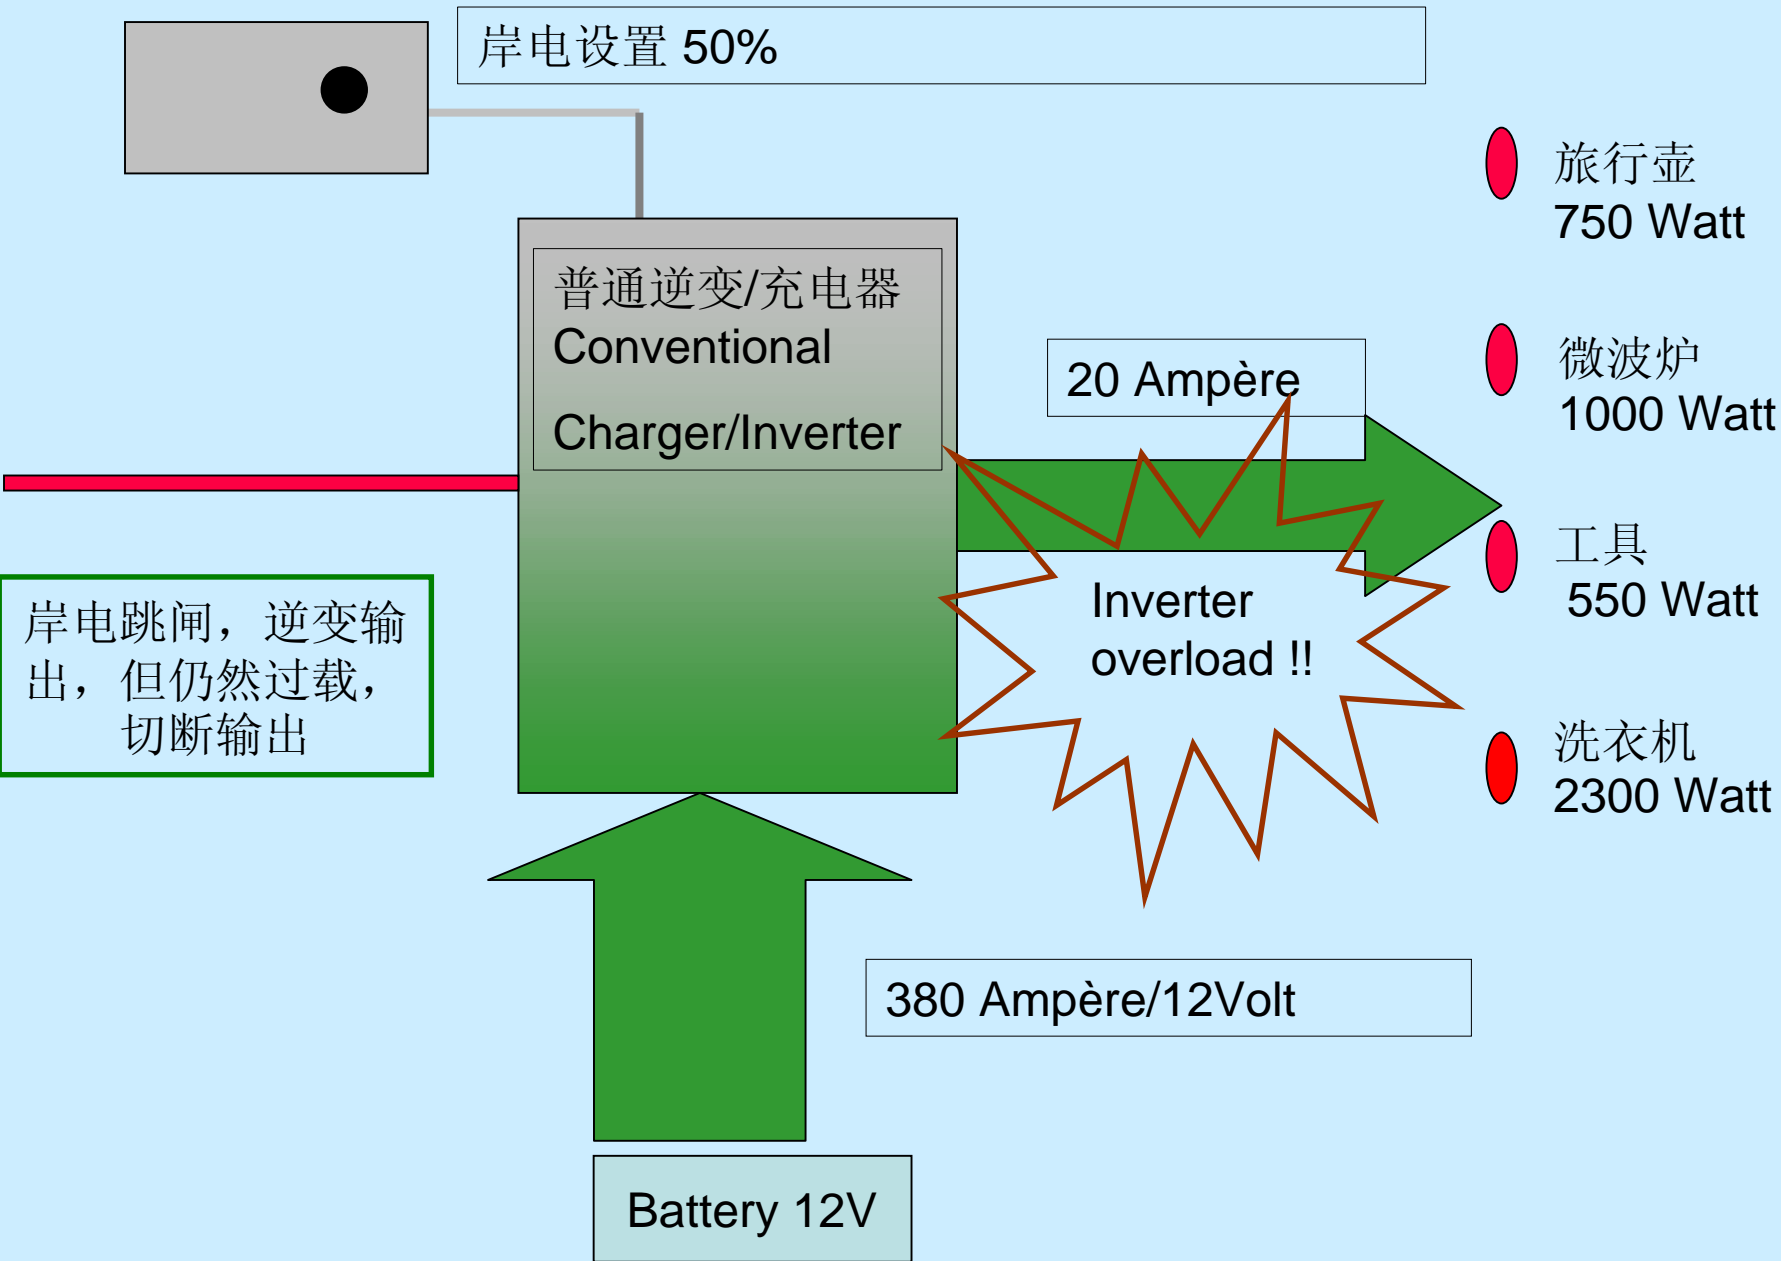 岸电设置 50%
旅行壶
750 Watt
普通逆变/充电器
Conventional
Charger/Inverter
20 Ampère
微波炉
1000 Watt
工具
550 Watt
岸电跳闸，逆变输
出，但仍然过载，
切断输出
Inverter
overload !!
洗衣机
2300 Watt
380 Ampère/12Volt
Battery 12V